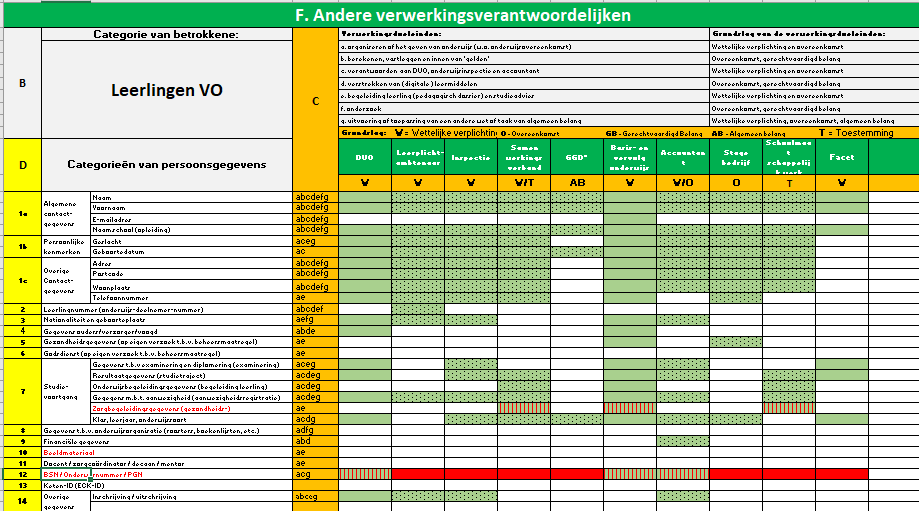 F. Andere verwerkingsverantwoordelijken
B
Categorie van betrokkene:
Leerlingen VO
C
Verwerkingsdoeleinden:
Grondslag van de verwerkingsdoeleinden:
a. organiseren of het geven van onderwijs (w.o. onderwijsovereenkomst)
Wettelijke verplichting en overeenkomst
b. berekenen, vastleggen en innen van 'gelden'
Overeenkomst, gerechtvaardigd belang
c. verantwoorden aan DUO, onderwijsinspectie en accountant
Wettelijke verplichting en overeenkomst
d. verstrekken van (digitale) leermiddelen
Overeenkomst, gerechtvaardigd belang
e. begeleiding leerling (pedagogisch dossier) en studieadvies
Wettelijke verplichting en overeenkomst
f. onderzoek
Overeenkomst, gerechtvaardigd belang
g. uitvoering of toepassing van een andere wet of taak van algemeen belang
Wettelijke verplichting, overeenkomst, algemeen belang
Grondslag: W = Wettelijke verplichtin O - Overeenkomst GB - Gerechtvaardigd Belang AB - Algemeen belang T = Toestemming
D
Categorieën van persoonsgegevens
DUO
Leerplicht-
ambtenaar
Inspectie
Samen
werkings
verband
GGD*
Basis- en
vervolg
onderwijs
Accountan
t
Stage
bedrijf
Schoolmaa
t
schappelij
k werk
Facet
W W W W/T AB W W/O O T W
1a
Algemene
contact-
gegevens
Naam abcdefg
Voornaam abcdefg
E-mailadres abcdefg
Naam school (opleiding) abcdefg
1b
Persoonlijke
kenmerken
Geslacht aceg
Geboortedatum ac
1c
Overige
Contact-
gegevens
Adres abcdefg
Postcode abcdefg
Woonplaats abcdefg
Telefoonnummer ae
2 Leerlingnummer (onderwijs-deelnemer-nummer) abcdef
3 Nationaliteit en geboorteplaats aefg
4 Gegevens ouders/verzorger/voogd abde
5 Gezondheidsgegevens (op eigen verzoek t.b.v. beheersmaatregel) ae
6 Godsdienst (op eigen verzoek t.b.v. beheersmaatregel) ae
7
Studie-
voortgang
Gegevens t.b.v examinering en diplomering (examinering) aceg
Resultaatgegevens (studietraject) acdeg
Onderwijsbegeleidingsgegevens (begeleiding leerling) acdeg
Gegevens m.b.t. aanwezigheid (aanwezigheidsregistratie) acdeg
Zorgbegeleidingsgegevens (gezondheids-) ae
Klas, leerjaar, onderwijssoort acdg
8 Gegevens t.b.v. onderwijsorganisatie (roosters, boekenlijsten, etc.) adfg
9 Financiële gegevens abd
10 Beeldmateriaal ae
11 Docent / zorgcoördinator / decaan / mentor ae
12 BSN / Onderw rsnummer / PGN acg
13 Keten-ID (ECK-ID)
14
Overige
gegevens
Inschrijving / uitschrijving abceg